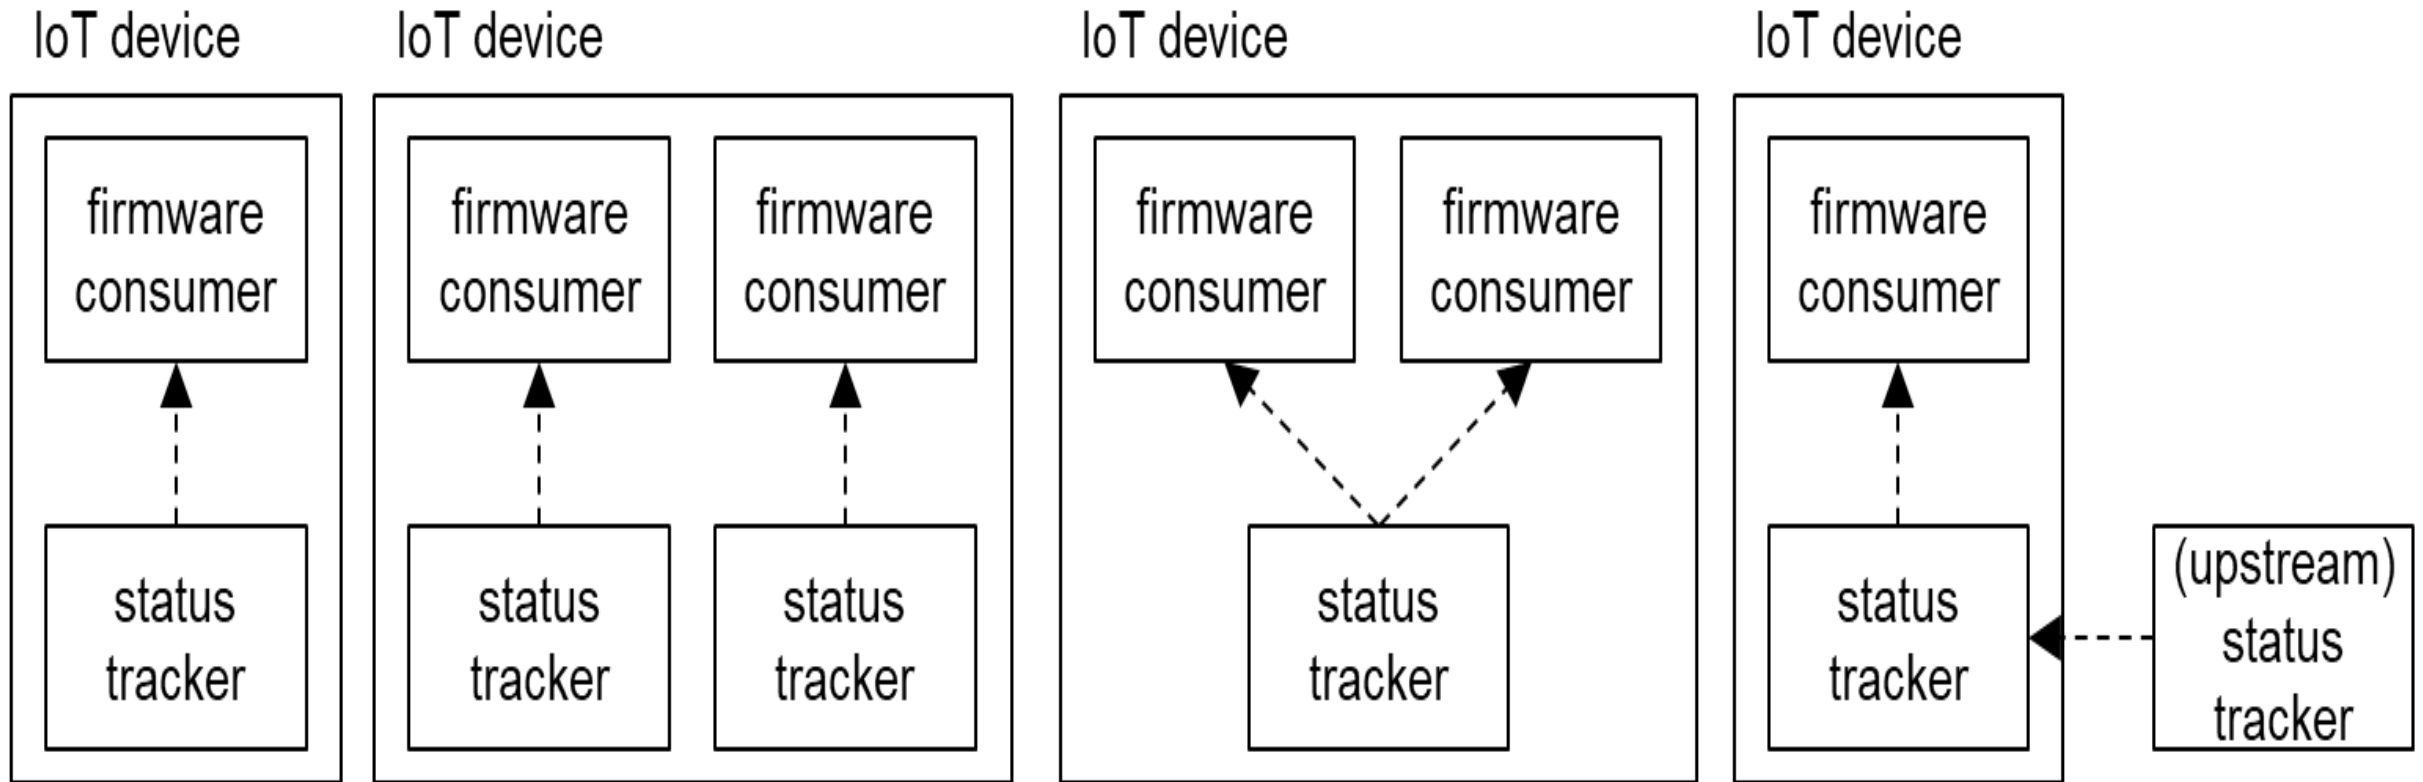 IoT device
IoT device
IoT device
IoT device
firmware
consumer
firmware
consumer
firmware
consumer
firmware
consumer
firmware
consumer
firmware
consumer
status
tracker
status
tracker
status
tracker
status
tracker
status
tracker
(upstream)
status
tracker